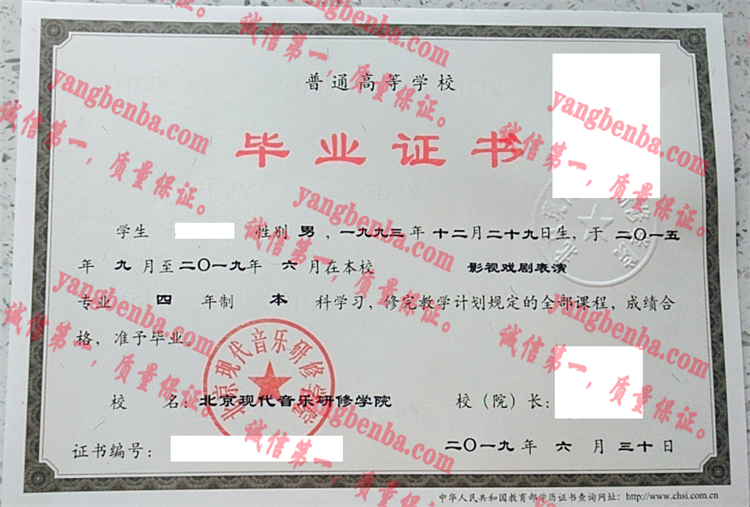 普通高等学校
毕业证书
学生 性别 男，一九九三年 十二月二十九日生，于 二〇一五
年 九 月至二〇一九年 六 月在本校 影视戏剧表演
专业 四 年制 本 科学习，修完教学计划规定的全部课程，成绩合
格，准予毕业。
校 名：北京现代音乐研修学院 校（院）长：
北京现代音乐研修学院
证书编号： 二〇一九 年 六 月 三十日
中华人民共和国教育部学历证书查询网址：http://www.chsi.com.cn
yangbenba.com
诚信第一，质量保证。